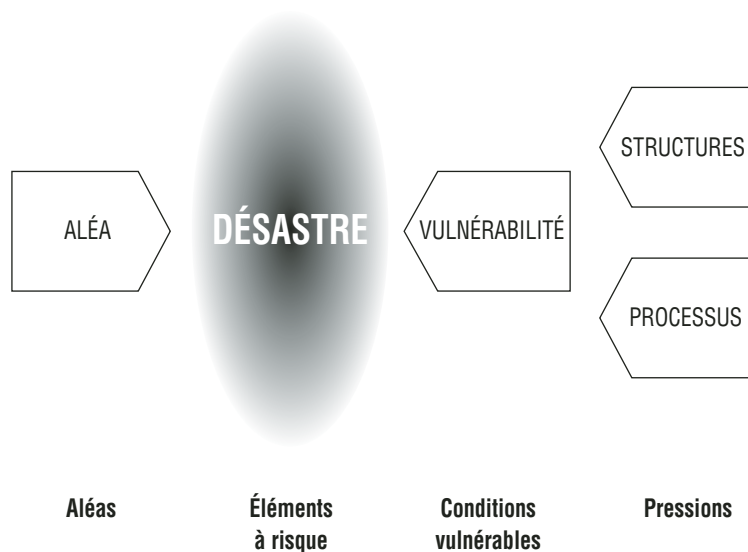 STRUCTURES
ALÉA
DÉSASTRE
VULNÉRABILITÉ
PROCESSUS
Aléas
Éléments
à risque
Conditions
vulnérables
Pressions